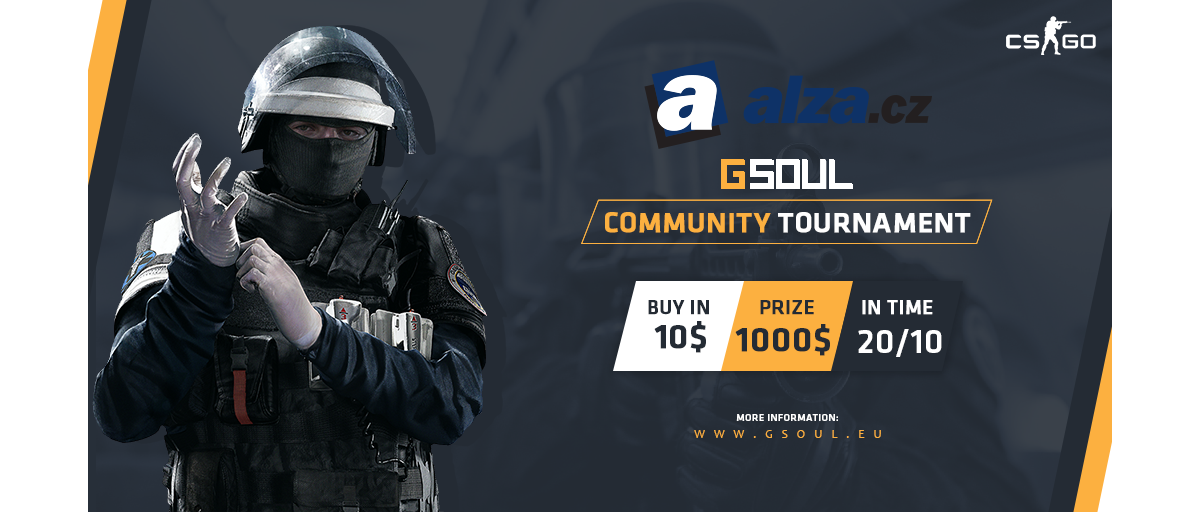 CS GO
a alza.cz
GSOUL
COMMUNITY TOURNAMENT
BUY IN
10$
PRIZE
1000$
IN TIME
20/10
MORE INFORMATION:
WWW.GSOUL.EU